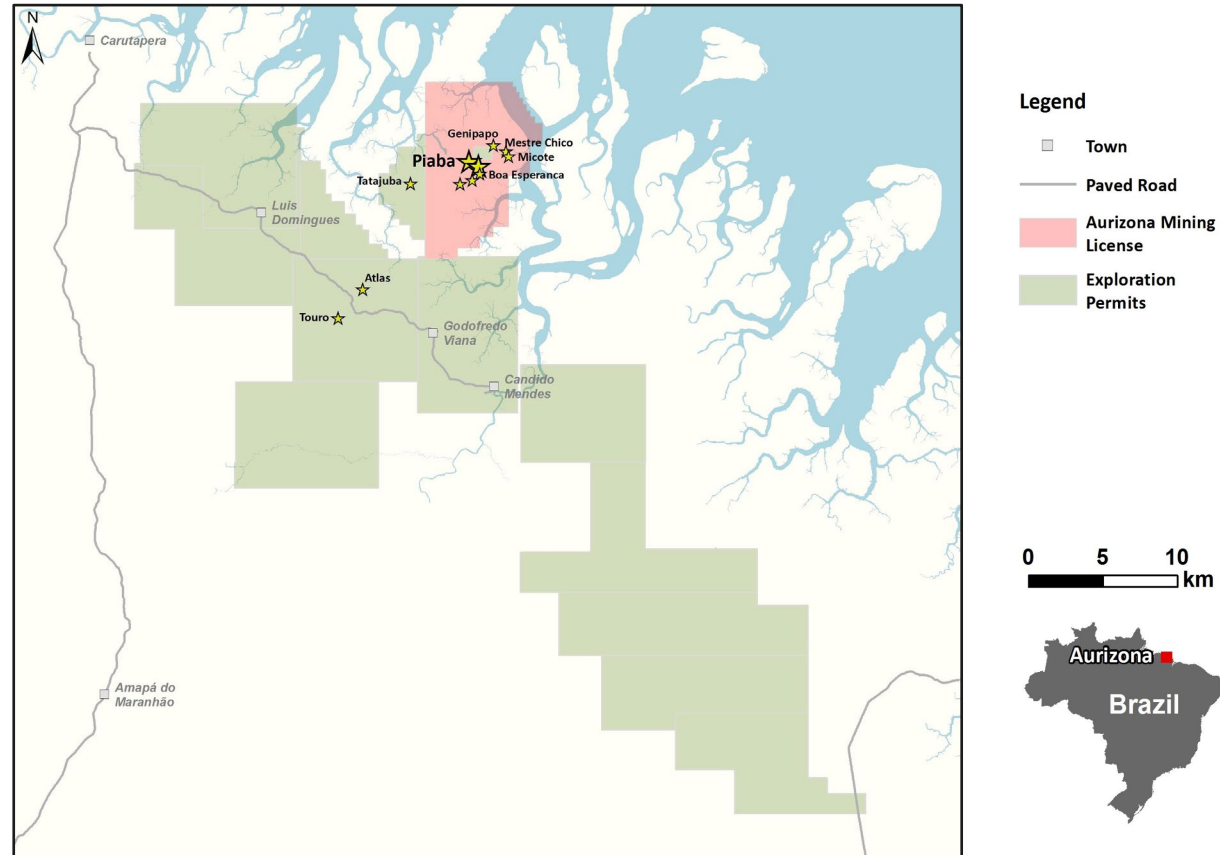 N
Carutapera
Genipapo
Mestre Chico
Micote
Piaba
Boa Esperanca
Tatajuba
Luis
Domingues
Atlas
Touro
Godofredo
Viana
Candido
Mendes
Amapá do
Maranhão
Legend
Town
Paved Road
Aurizona Mining
License
Exploration
Permits
0 5 10
km
Aurizona
Brazil